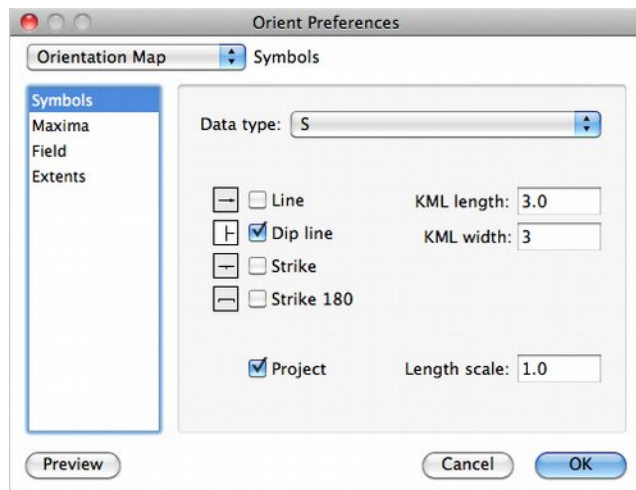 Orient Preferences
Orientation Map Symbols
Symbols
Maxima
Field
Extents
Data type: S
Line
Dip line
Strike
Strike 180
KML length: 3.0
KML width: 3
Project
Length scale: 1.0
Preview
Cancel
OK